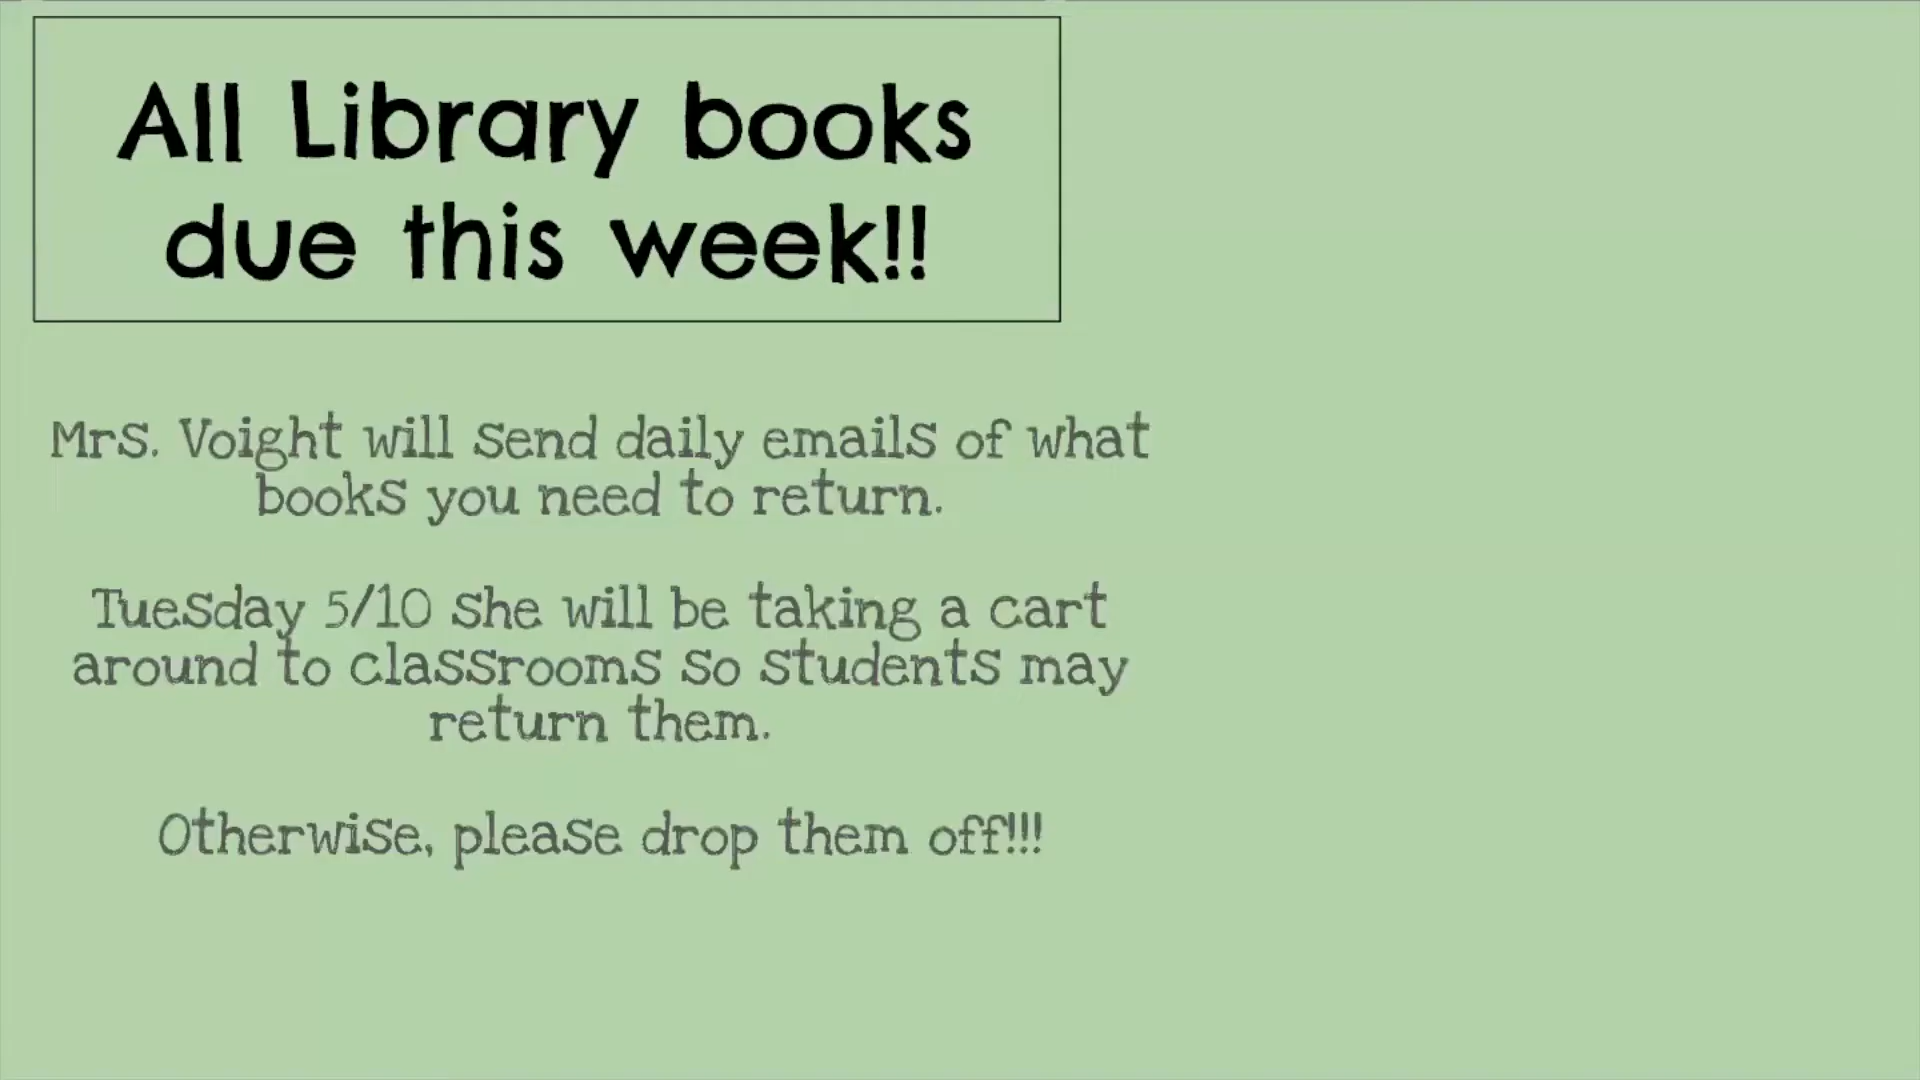 All Library books
due this week!!
Mrs. Voight will send daily emails of what
books you need to return.
Tuesday 5/10 she will be taking a cart
around to classrooms so students may
return them.
Otherwise, please drop them off!!!